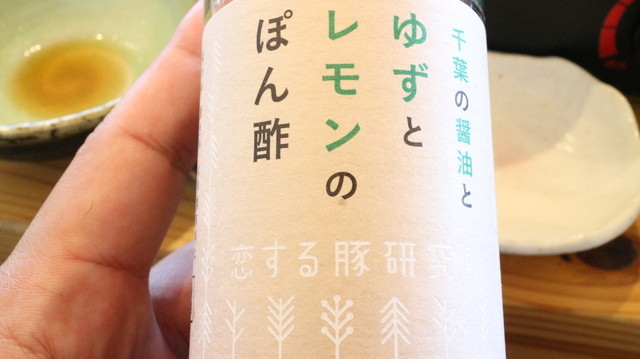 千葉の醤油と
ゆずと
レモンの
ぽん酢
恋する豚研究